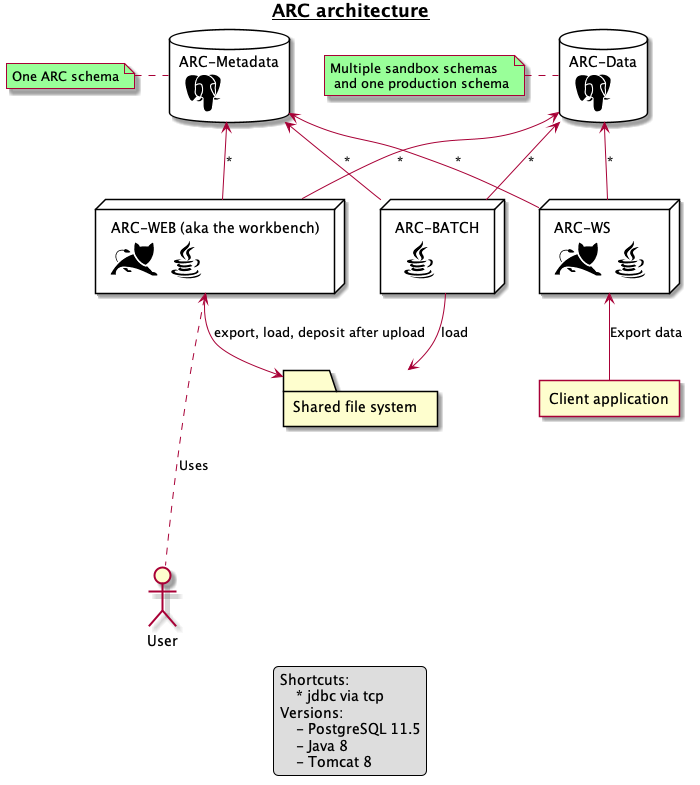 ARC architecture
ARC-Metadata
ARC-Data
One ARC schema
Multiple sandbox schemas
and one production schema
*
*
*
*
*
*
ARC-WEB (aka the workbench)
ARC-BATCH
ARC-WS
export, load, deposit after upload
load
Export data
Shared file system
Client application
Uses
User
Shortcuts:
* jdbc via tcp
Versions:
- PostgreSQL 11.5
- Java 8
- Tomcat 8